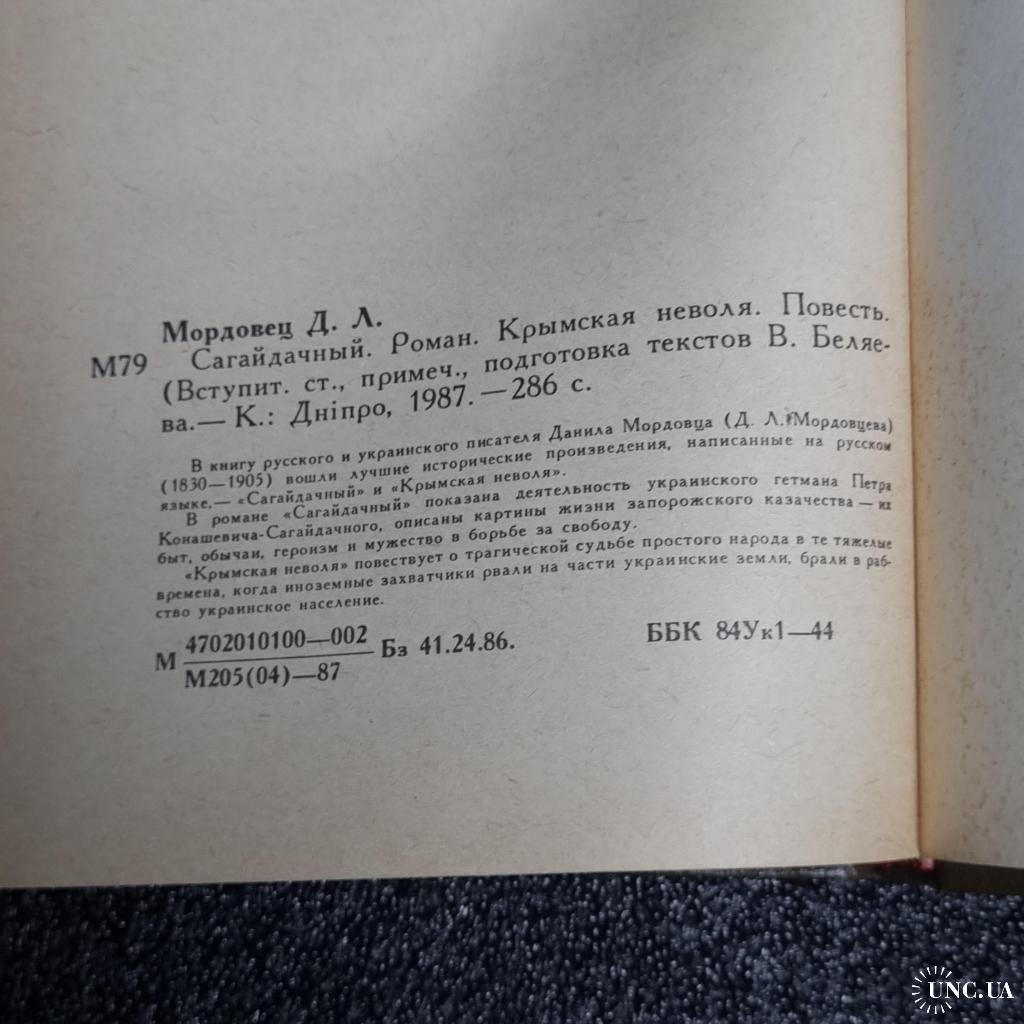 Мордовец Д. Л.
М79 Сагайдачный. Роман. Крымская неволя. Повесть.
(Вступит. ст., примеч., подготовка текстов В. Беляе-
ва.— К.: Дніпро, 1987.—286 с.
В книгу русского и украинского писателя Данила Мордовца (Д. Л. Мордовцева)
(1830—1905) вошли лучшие исторические произведения, написанные на русском
языке,— «Сагайдачный» и «Крымская неволя».
В романе «Сагайдачный» показана деятельность украинского гетмана Петра
Конашевича-Сагайдачного, описаны картины жизни запорожского казачества — их
быт, обычаи, героизм и мужество в борьбе за свободу.
«Крымская неволя» повествует о трагической судьбе простого народа в те тяжелые
времена, когда иноземные захватчики рвали на части украинские земли, брали в раб-
ство украинское население.
М 4702010100—002 Бз 41.24.86. ББК 84Ук1—44
М205(04)—87
UNC.UA